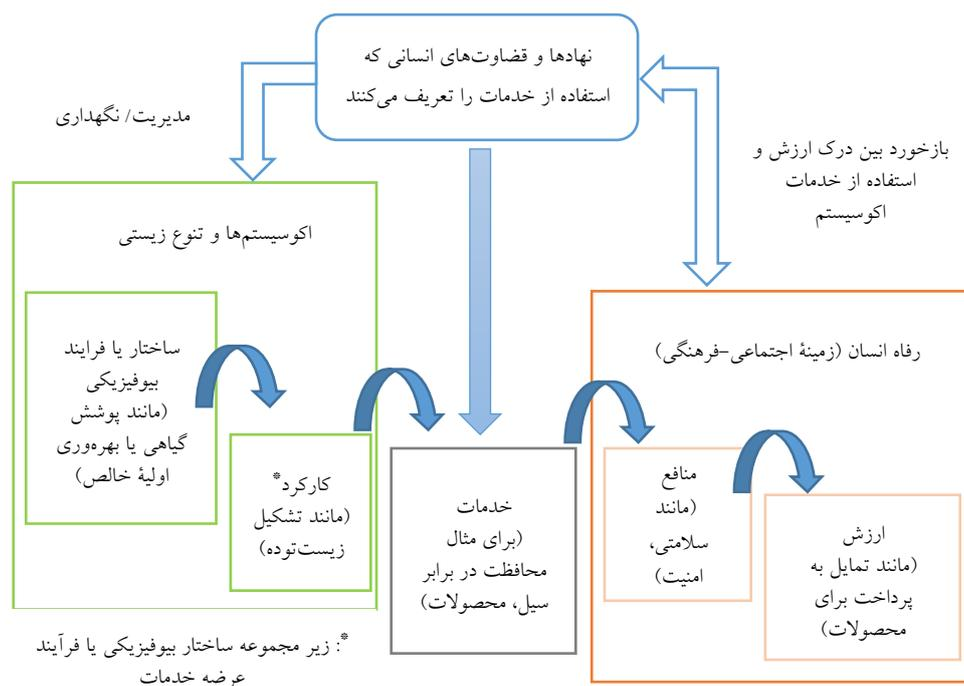 نهادها و قضاوت‌های انسانی که
استفاده از خدمات را تعریف می‌کنند
مدیریت/ نگهداری
بازخورد بین درک ارزش و
استفاده از خدمات
اکوسیستم
اکوسیستم‌ها و تنوع زیستی
ساختار یا فرایند
بیوفیزیکی
(مانند پوشش
گیاهی یا بهره‌وری
اولیهٔ خالص)
کارکرد*
(مانند تشکیل
زیست‌توده)
خدمات
(برای مثال
محافظت در برابر
سیل، محصولات)
رفاه انسان (زمینهٔ اجتماعی-فرهنگی)
منافع
(مانند
سلامتی،
امنیت)
ارزش
(مانند تمایل به
پرداخت برای
محصولات)
*: زیر مجموعه ساختار بیوفیزیکی یا فرآیند
عرضه خدمات